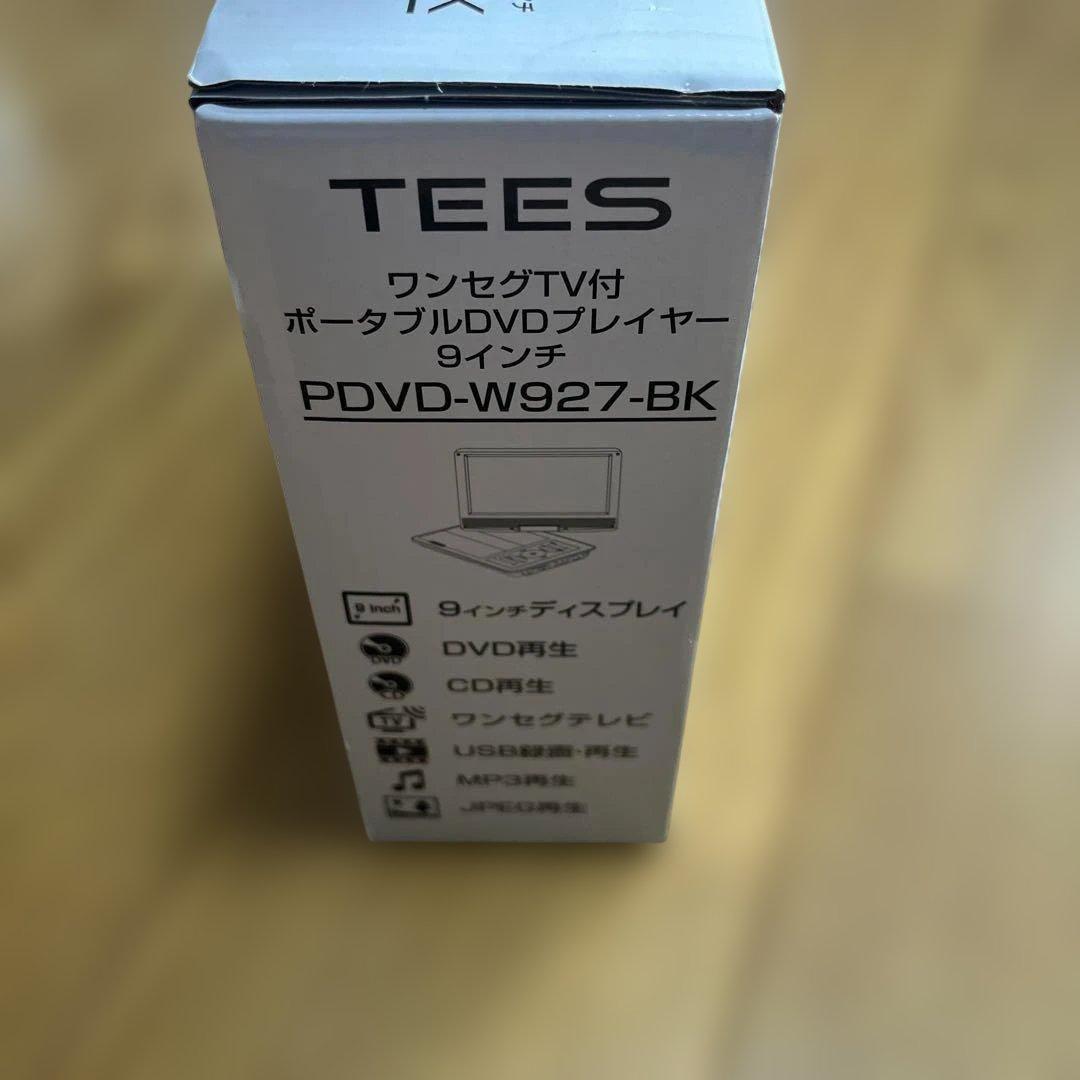 チ
TEES
ワンセグTV付
ポータブルDVDプレイヤー
9インチ
PDVD-W927-BK
9 inch
9インチディスプレイ
DVD
DVD再生
CD
CD再生
TV
ワンセグテレビ
USB録画・再生
MP3再生
JPEG再生